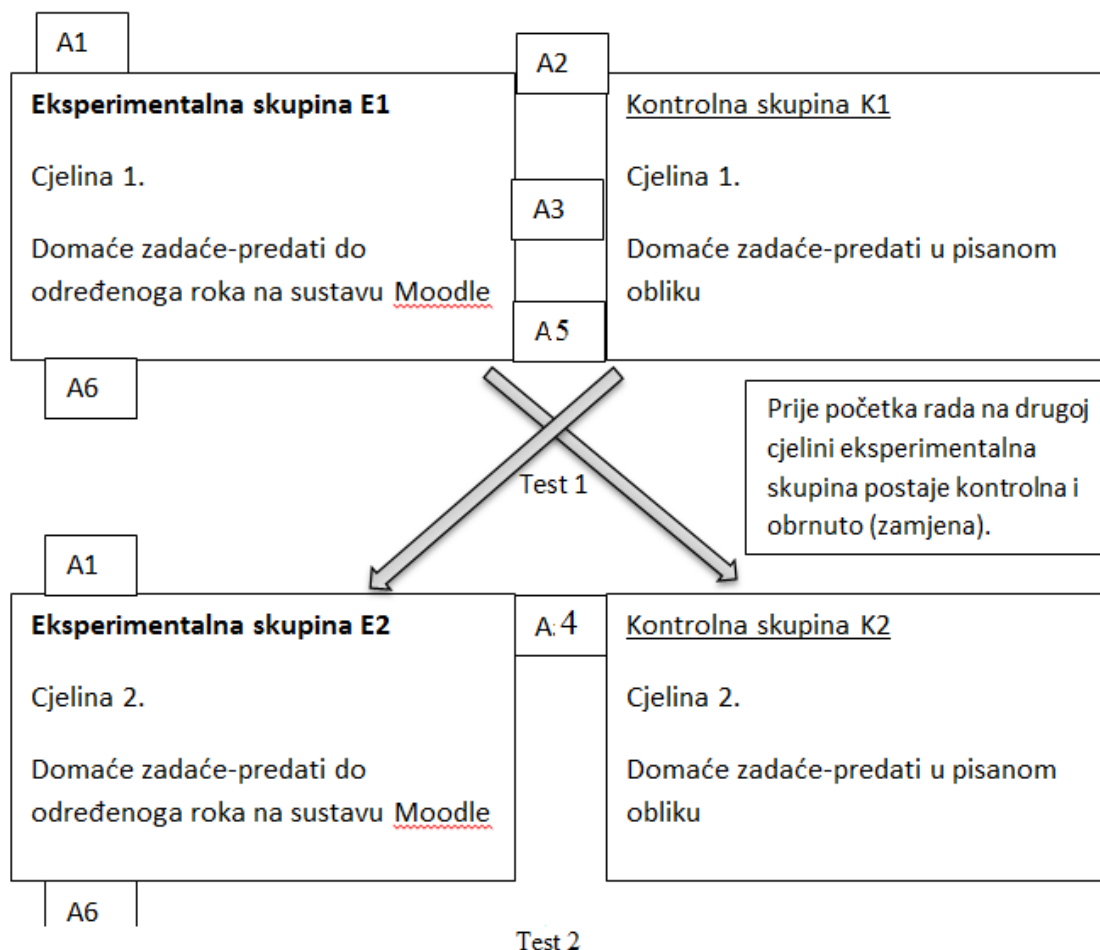 A1
A2
Eksperimentalna skupina E1
Cjelina 1.
Domaće zadaće-predati do
određenoga roka na sustavu Moodle
A3
A5
A6
Kontrolna skupina K1
Cjelina 1.
Domaće zadaće-predati u pisanom
obliku
Prije početka rada na drugoj
cjelini eksperimentalna
skupina postaje kontrolna i
obrnuto (zamjena).
Test 1
A1
Eksperimentalna skupina E2
Cjelina 2.
Domaće zadaće-predati do
određenoga roka na sustavu Moodle
A:4
Kontrolna skupina K2
Cjelina 2.
Domaće zadaće-predati u pisanom
obliku
A6
Test 2